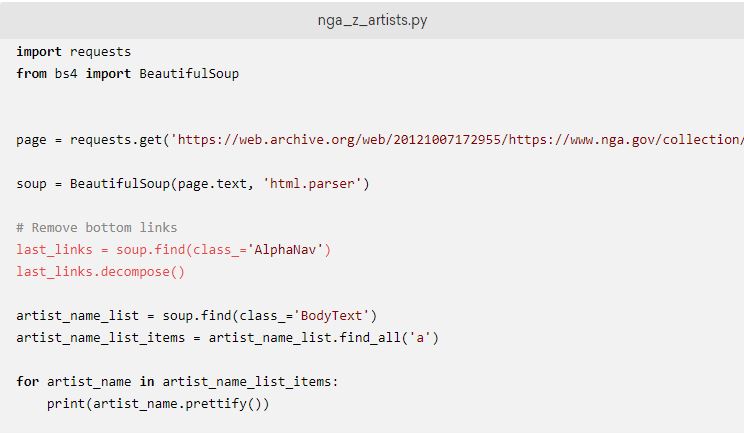 nga_z_artists.py
import requests
from bs4 import BeautifulSoup
page = requests.get('https://web.archive.org/web/20121007172955/https://www.nga.gov/collection/
soup = BeautifulSoup(page.text, 'html.parser')
# Remove bottom links
last_links = soup.find(class_='AlphaNav')
last_links.decompose()
artist_name_list = soup.find(class_='BodyText')
artist_name_list_items = artist_name_list.find_all('a')
for artist_name in artist_name_list_items:
    print(artist_name.prettify())